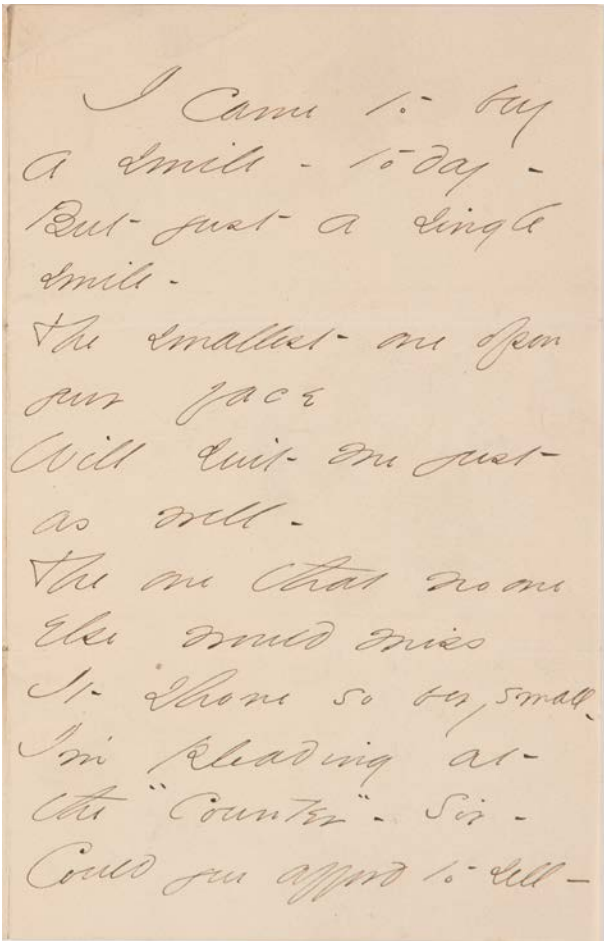 I came to buy
a smile - today -
But just a single
smile -
The smallest one upon
your face
Will suit me just
as well -
The one that no one
Else would miss
It shone so very small -
I'm pleading at
the "Counter" - Sir -
Could you afford to sell -